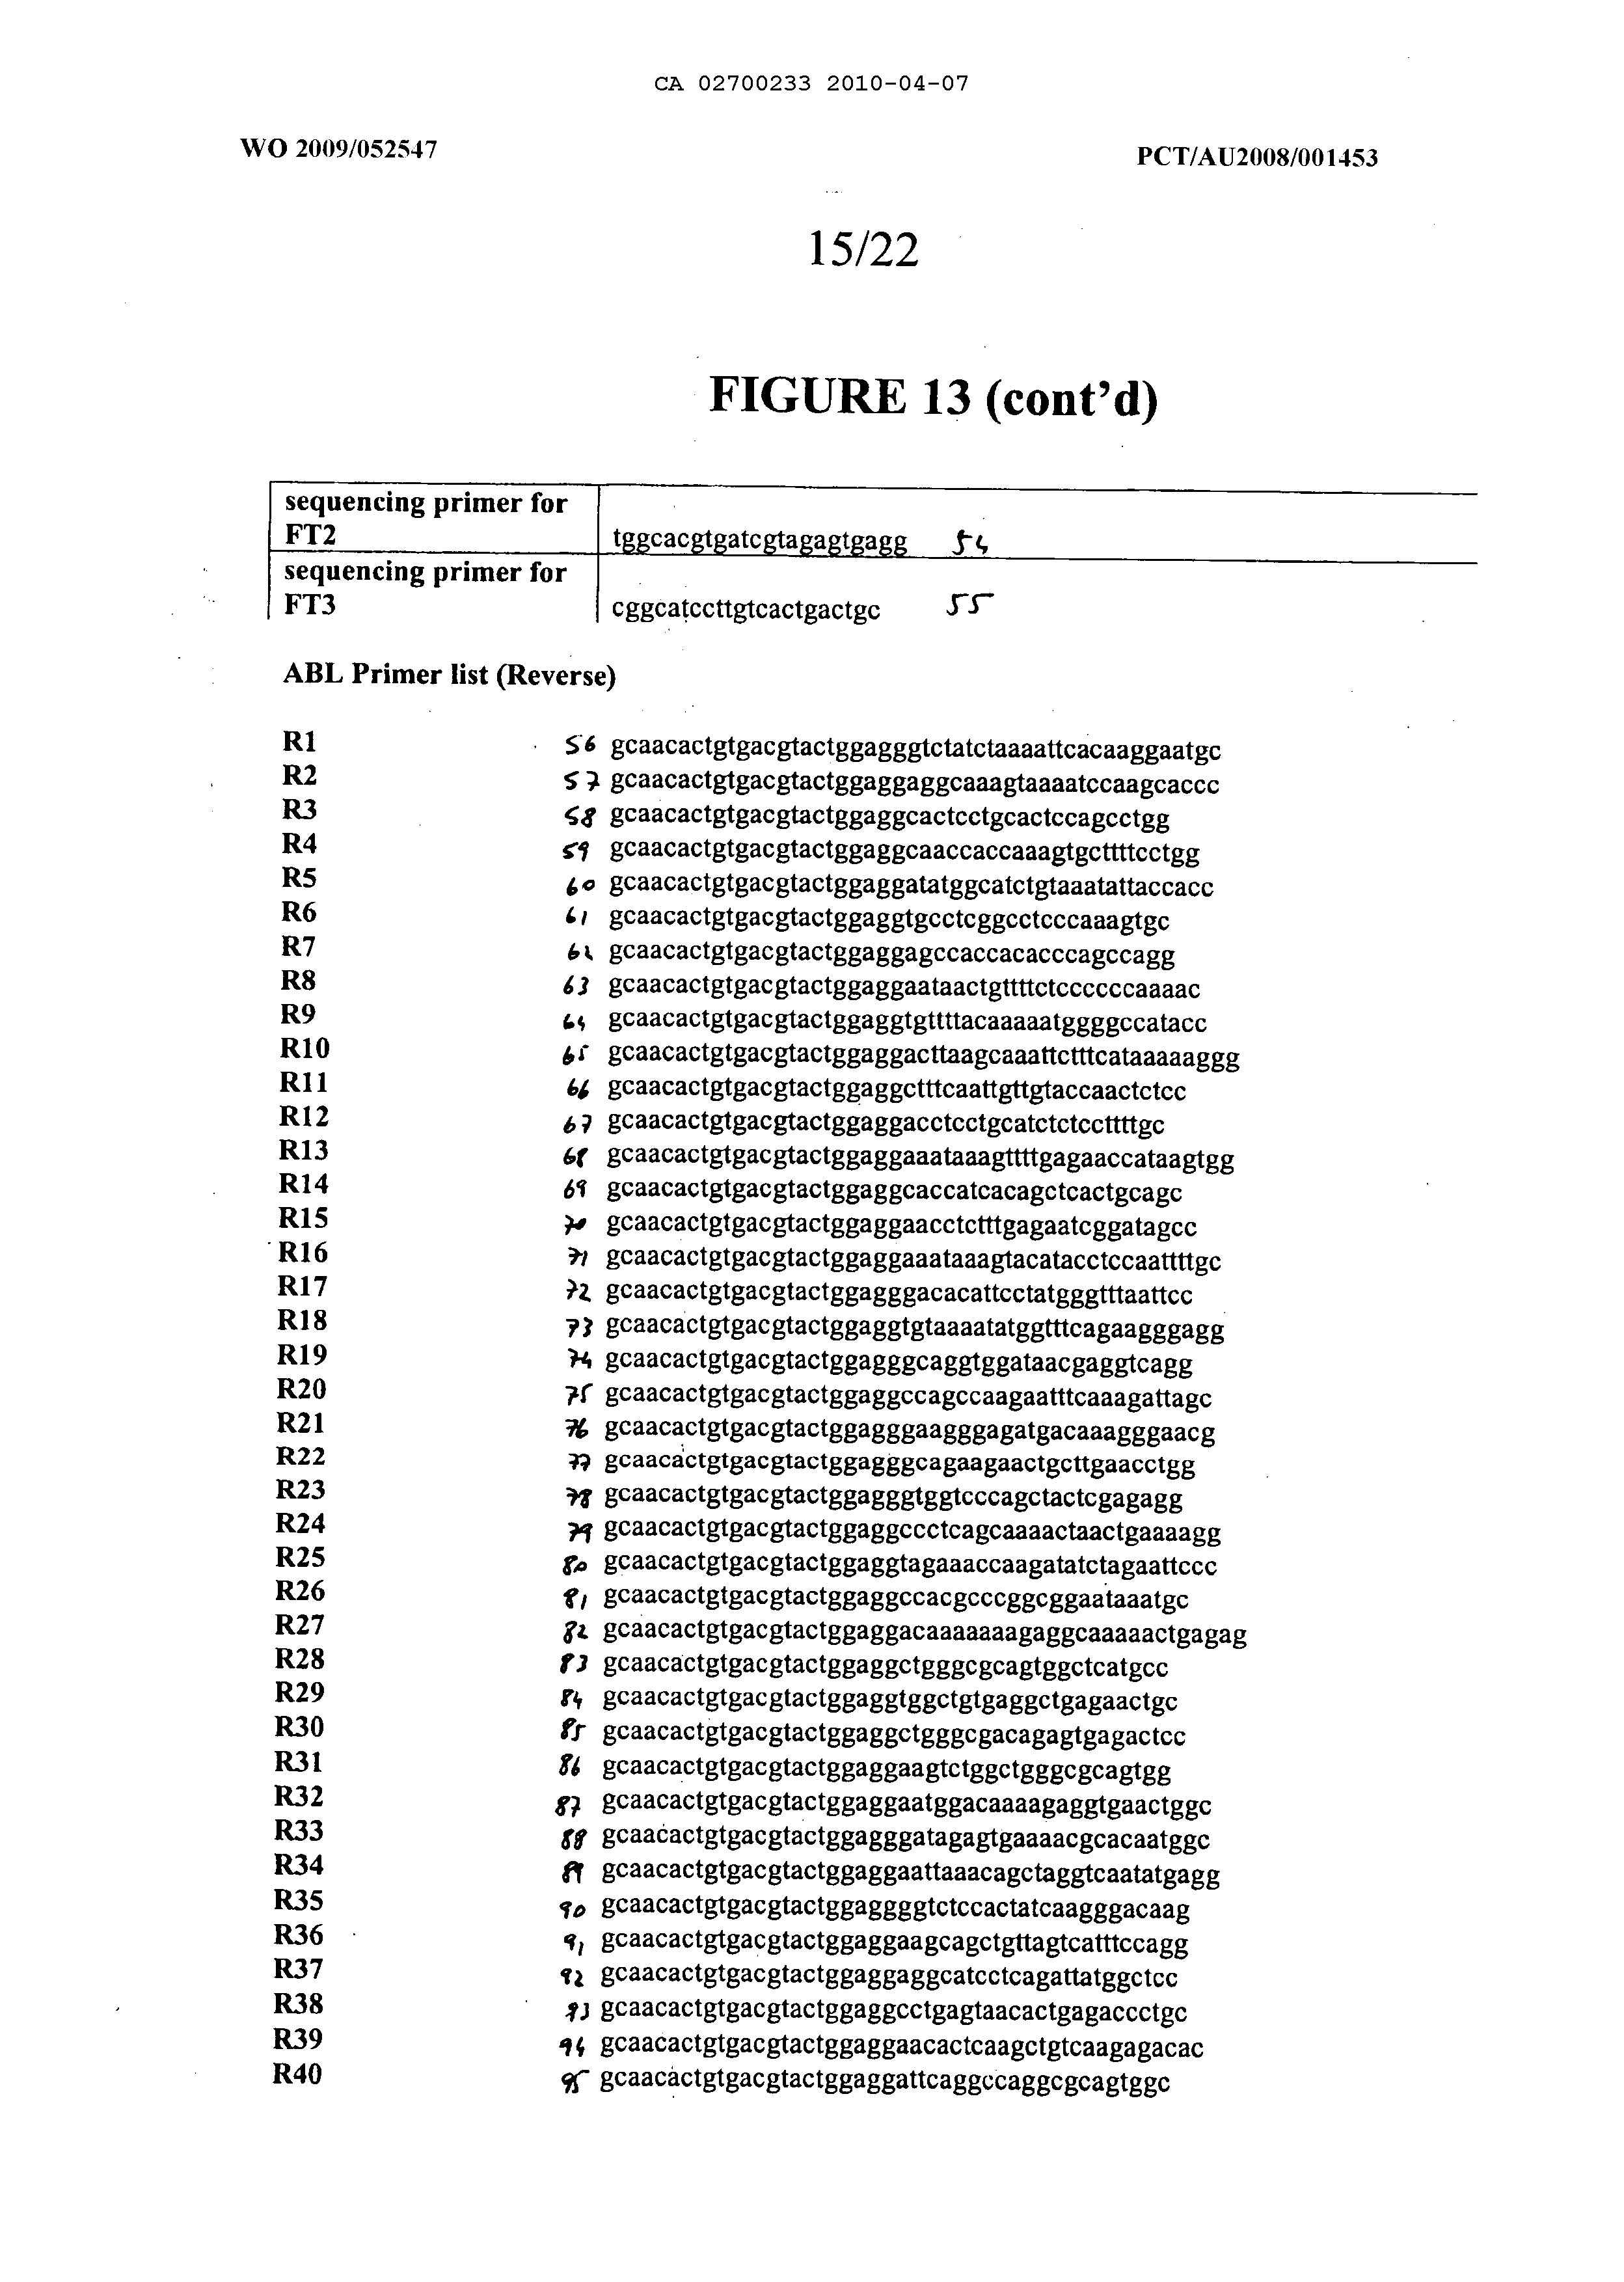 CA 02700233 2010-04-07
WO 2009/052547
PCT/AU2008/001453
15/22
FIGURE 13 (cont'd)
sequencing primer for
FT2 tggcacgtgatcgtagagtgagg 54
sequencing primer for
FT3 cggcatccttgtcactgactgc 55
ABL Primer list (Reverse)
R1 56 gcaacactgtgacgtactggagggtctatctaaaattcacaaggaatgc
R2 57 gcaacactgtgacgtactggaggaggcaaagtaaaatccaagcaccc
R3 58 gcaacactgtgacgtactggaggcactcctgcactccagcctgg
R4 59 gcaacactgtgacgtactggaggcaaccaccaaagtgcttttcctgg
R5 60 gcaacactgtgacgtactggaggatatggcatctgtaaatattaccacc
R6 61 gcaacactgtgacgtactggaggtgcctcggcctcccaaagtgc
R7 62 gcaacactgtgacgtactggaggagccaccacacccagccagg
R8 63 gcaacactgtgacgtactggaggaataactgttttctccccccaaaac
R9 64 gcaacactgtgacgtactggaggtgttttacaaaaatggggccatacc
R10 65 gcaacactgtgacgtactggaggacttaagcaaattctttcataaaaaggg
R11 66 gcaacactgtgacgtactggaggctttcaattgttgtaccaactctcc
R12 67 gcaacactgtgacgtactggaggacctcctgcatctctccttttgc
R13 68 gcaacactgtgacgtactggaggaaataaagttttgagaaccataagtgg
R14 69 gcaacactgtgacgtactggaggcaccatcacagctcactgcagc
R15 70 gcaacactgtgacgtactggaggaacctctttgagaatcggatagcc
R16 71 gcaacactgtgacgtactggaggaaataaagtacatacctccaattttgc
R17 72 gcaacactgtgacgtactggagggacacattcctatgggtttaattcc
R18 73 gcaacactgtgacgtactggaggtgtaaaatatggtttcagaagggagg
R19 74 gcaacactgtgacgtactggagggcaggtggataacgaggtcagg
R20 75 gcaacactgtgacgtactggaggccagccaagaatttcaaagattagc
R21 76 gcaacactgtgacgtactggagggaagggagatgacaaagggaacg
R22 77 gcaacactgtgacgtactggagggcagaagaactgcttgaacctgg
R23 78 gcaacactgtgacgtactggagggtggtcccagctactcgagagg
R24 79 gcaacactgtgacgtactggaggccctcagcaaaactaactgaaaagg
R25 80 gcaacactgtgacgtactggaggtagaaaccaagatatctagaattccc
R26 81 gcaacactgtgacgtactggaggccacgcccggcggaataaatgc
R27 82 gcaacactgtgacgtactggaggacaaaaaaagaggcaaaaactgagag
R28 83 gcaacactgtgacgtactggaggctgggcgcagtggctcatgcc
R29 84 gcaacactgtgacgtactggaggtggctgtgaggctgagaactgc
R30 85 gcaacactgtgacgtactggaggctgggcgacagagtgagactcc
R31 86 gcaacactgtgacgtactggaggaagtctggctgggcgcagtgg
R32 87 gcaacactgtgacgtactggaggaatggacaaaagaggtgaactggc
R33 88 gcaacactgtgacgtactggagggatagagtgaaaacgcacaatggc
R34 89 gcaacactgtgacgtactggaggaattaaacagctaggtcaatatgagg
R35 90 gcaacactgtgacgtactggaggggtctccactatcaagggacaag
R36 91 gcaacactgtgacgtactggaggaagcagctgttagtcatttccagg
R37 92 gcaacactgtgacgtactggaggaggcatcctcagattatggctcc
R38 93 gcaacactgtgacgtactggaggcctgagtaacactgagaccctgc
R39 94 gcaacactgtgacgtactggaggaacactcaagctgtcaagagacac
R40 95 gcaacactgtgacgtactggaggattcaggccaggcgcagtggc